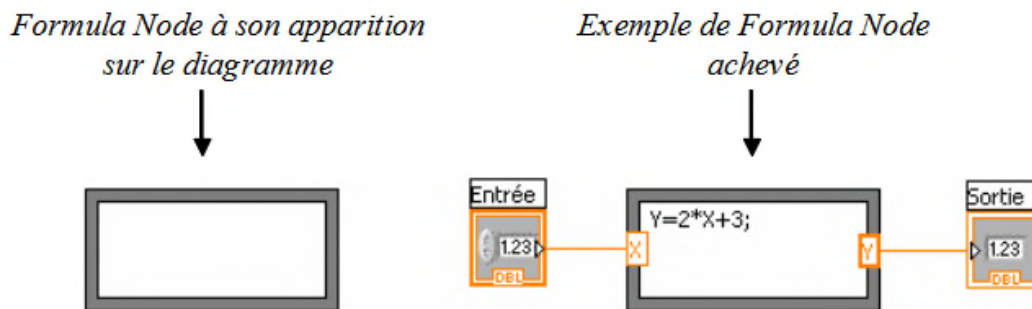 Formula Node à son apparition
sur le diagramme
Exemple de Formula Node
achevé
Entrée
1.23
DBL
X
Y=2*X+3;
Y
Sortie
1.23
DBL